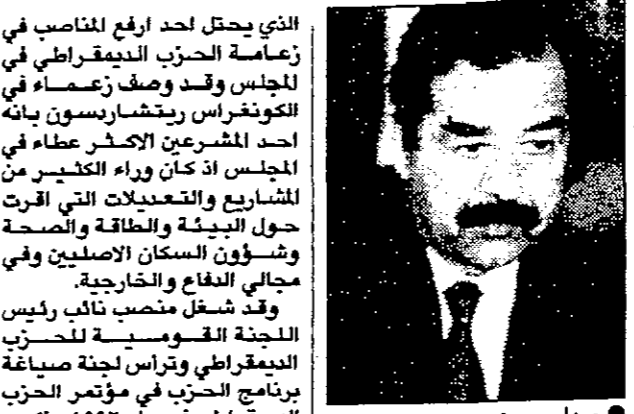 الذي يحتل احد ارفع المناصب في
زعامة الحزب الديمقراطي في
المجلس وقد وصف زعماء في
الكونغراس ريتشاردسون بانه
احد المشرعين الاكثر عطاء في
المجلس اذ كان وراء الكثير من
المشاريع والتعديلات التي اقرت
حول البيئة والطاقة والصحة
وشؤون السكان الاصليين وفي
مجالي الدفاع والخارجية.
وقد شغل منصب نائب رئيس
اللجنة القومية للحزب
الديمقراطي وترأس لجنة صياغة
برنامج الحزب في مؤتمر الحزب